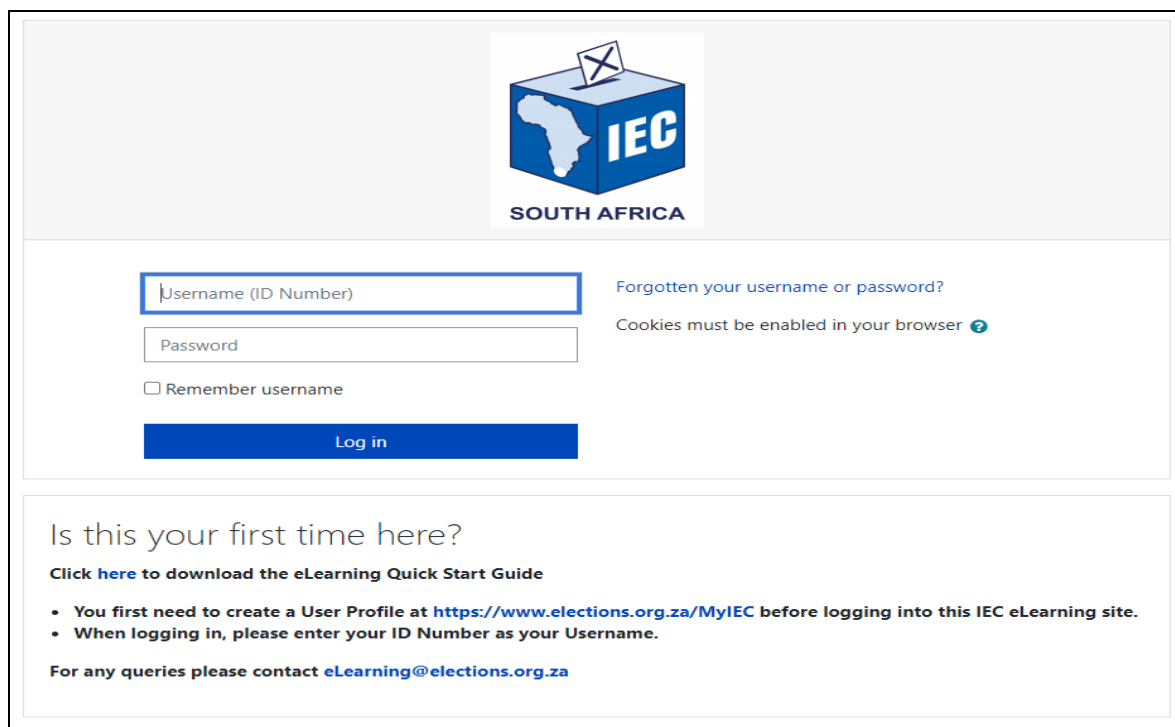 IEC
SOUTH AFRICA
Username (ID Number)
Forgotten your username or password?
Cookies must be enabled in your browser ?
Password
Remember username
Log in
Is this your first time here?
Click here to download the eLearning Quick Start Guide
• You first need to create a User Profile at https://www.elections.org.za/MyIEC before logging into this IEC eLearning site.
• When logging in, please enter your ID Number as your Username.
For any queries please contact eLearning@elections.org.za